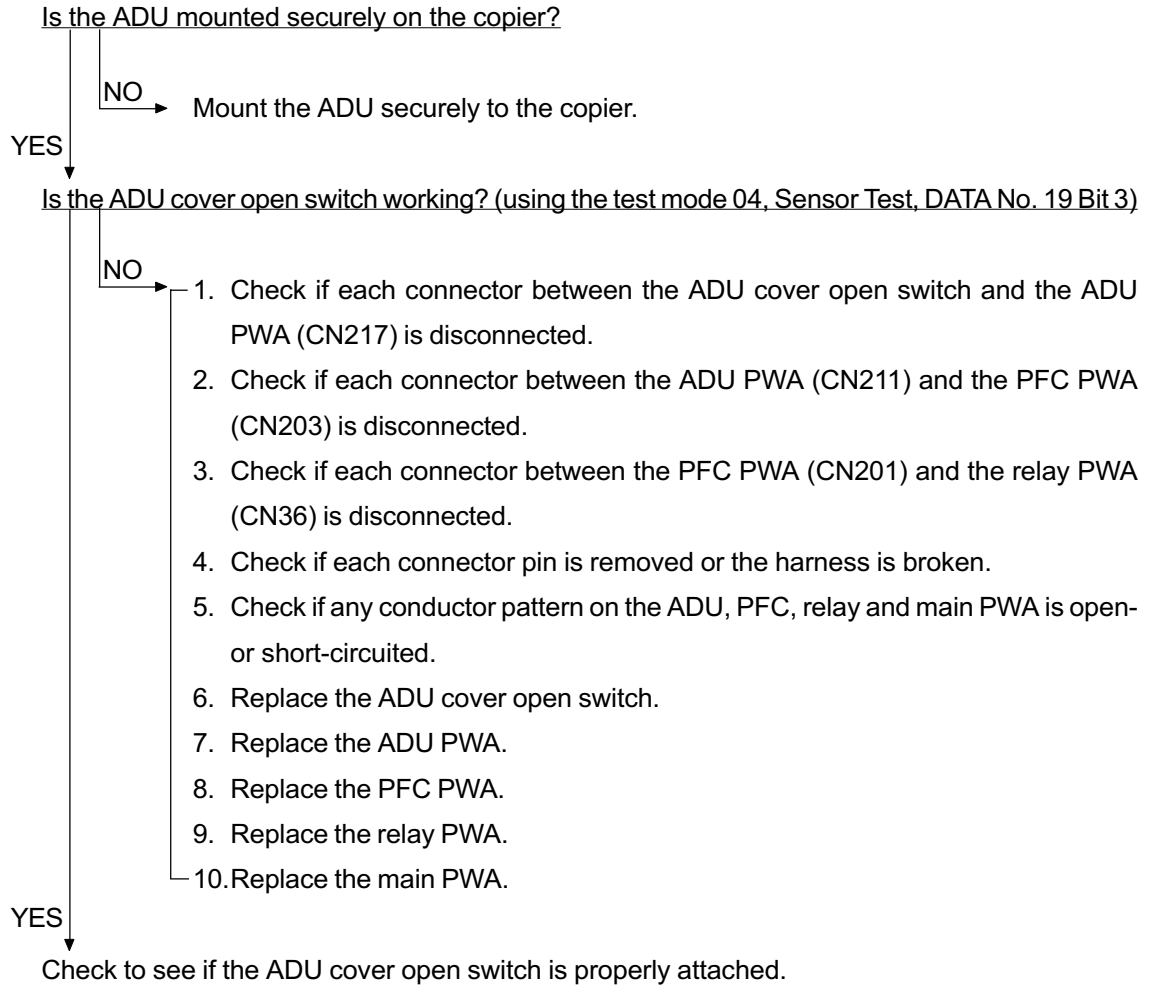 Is the ADU mounted securely on the copier?
NO
Mount the ADU securely to the copier.
YES
Is the ADU cover open switch working? (using the test mode 04, Sensor Test, DATA No. 19 Bit 3)
NO
1. Check if each connector between the ADU cover open switch and the ADU
PWA (CN217) is disconnected.
2. Check if each connector between the ADU PWA (CN211) and the PFC PWA
(CN203) is disconnected.
3. Check if each connector between the PFC PWA (CN201) and the relay PWA
(CN36) is disconnected.
4. Check if each connector pin is removed or the harness is broken.
5. Check if any conductor pattern on the ADU, PFC, relay and main PWA is open-
or short-circuited.
6. Replace the ADU cover open switch.
7. Replace the ADU PWA.
8. Replace the PFC PWA.
9. Replace the relay PWA.
10.Replace the main PWA.
YES
Check to see if the ADU cover open switch is properly attached.